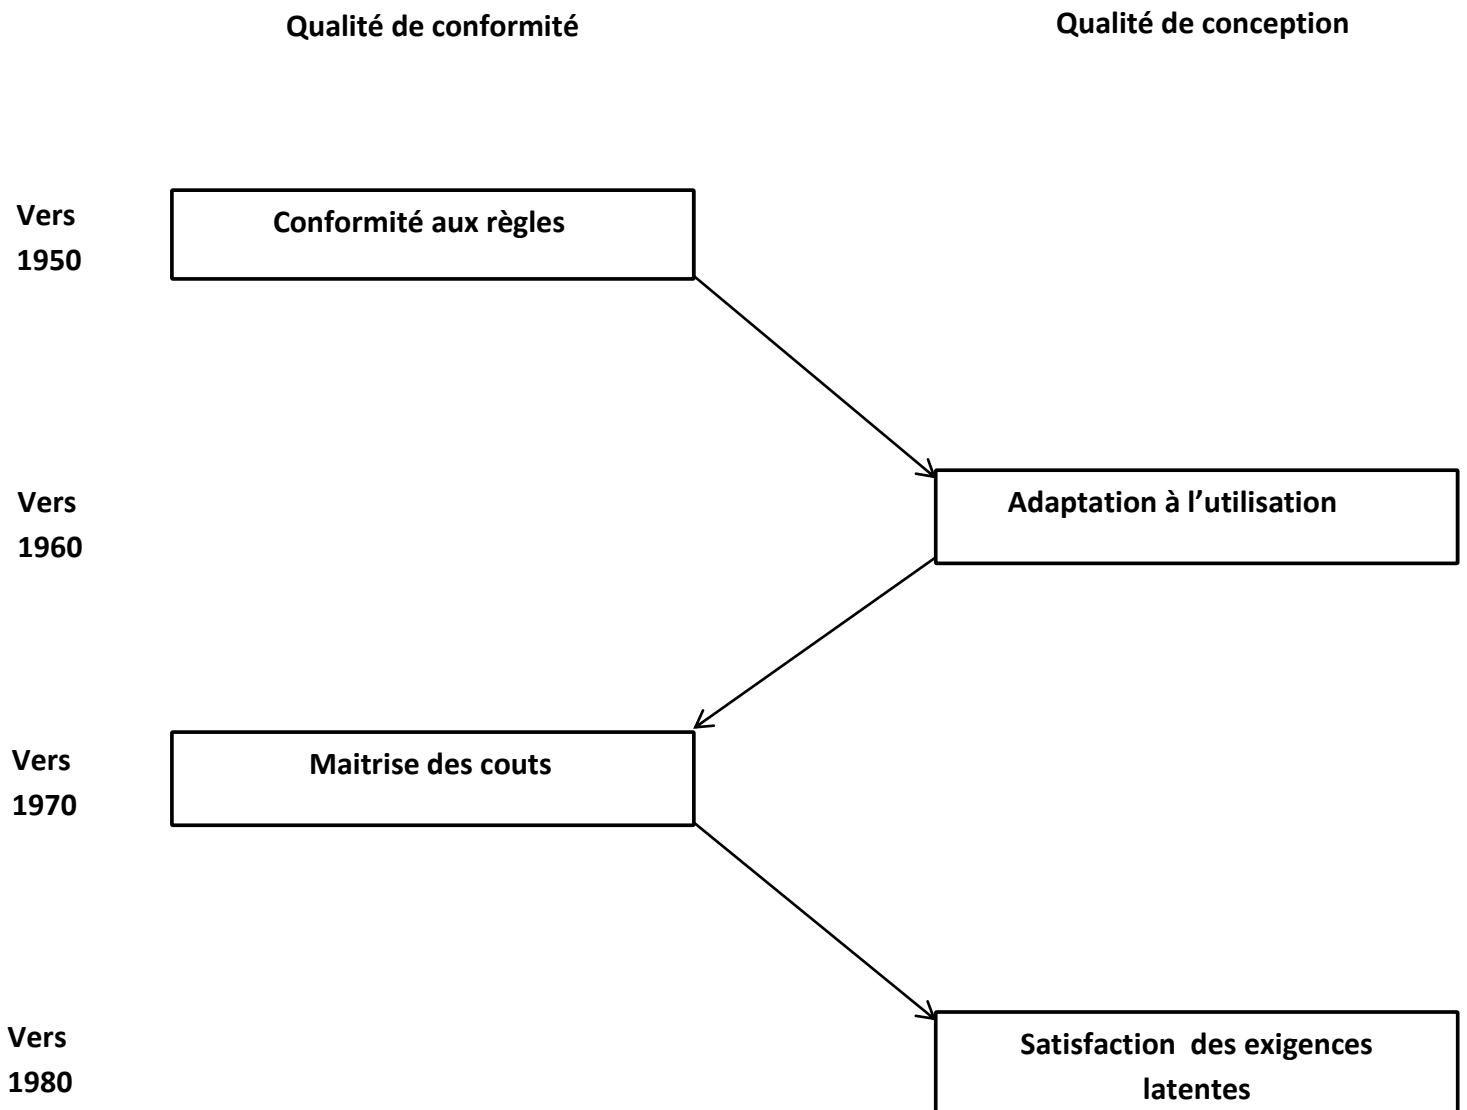 Qualité de conformité
Qualité de conception
Vers
1950
Conformité aux règles
Vers
1960
Adaptation à l’utilisation
Vers
1970
Maitrise des couts
Vers
1980
Satisfaction des exigences
latentes